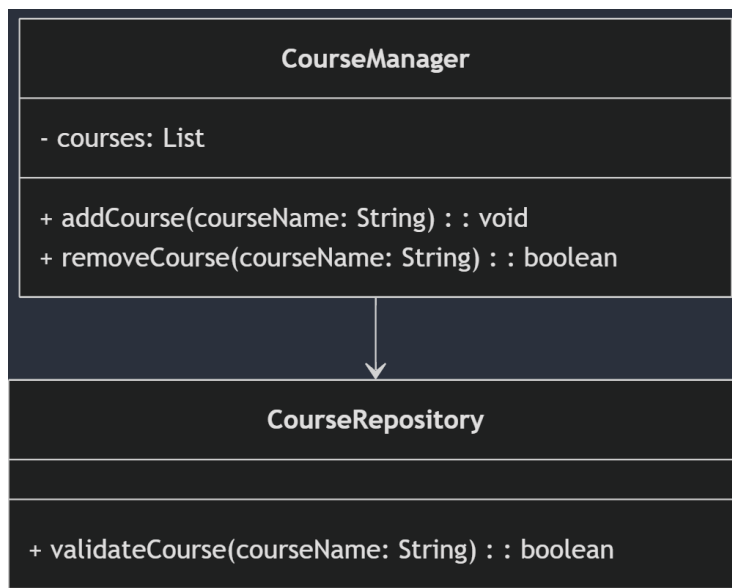 CourseManager
- courses: List
+ addCourse(courseName: String) : : void
+ removeCourse(courseName: String) : : boolean
CourseRepository
+ validateCourse(courseName: String) : : boolean